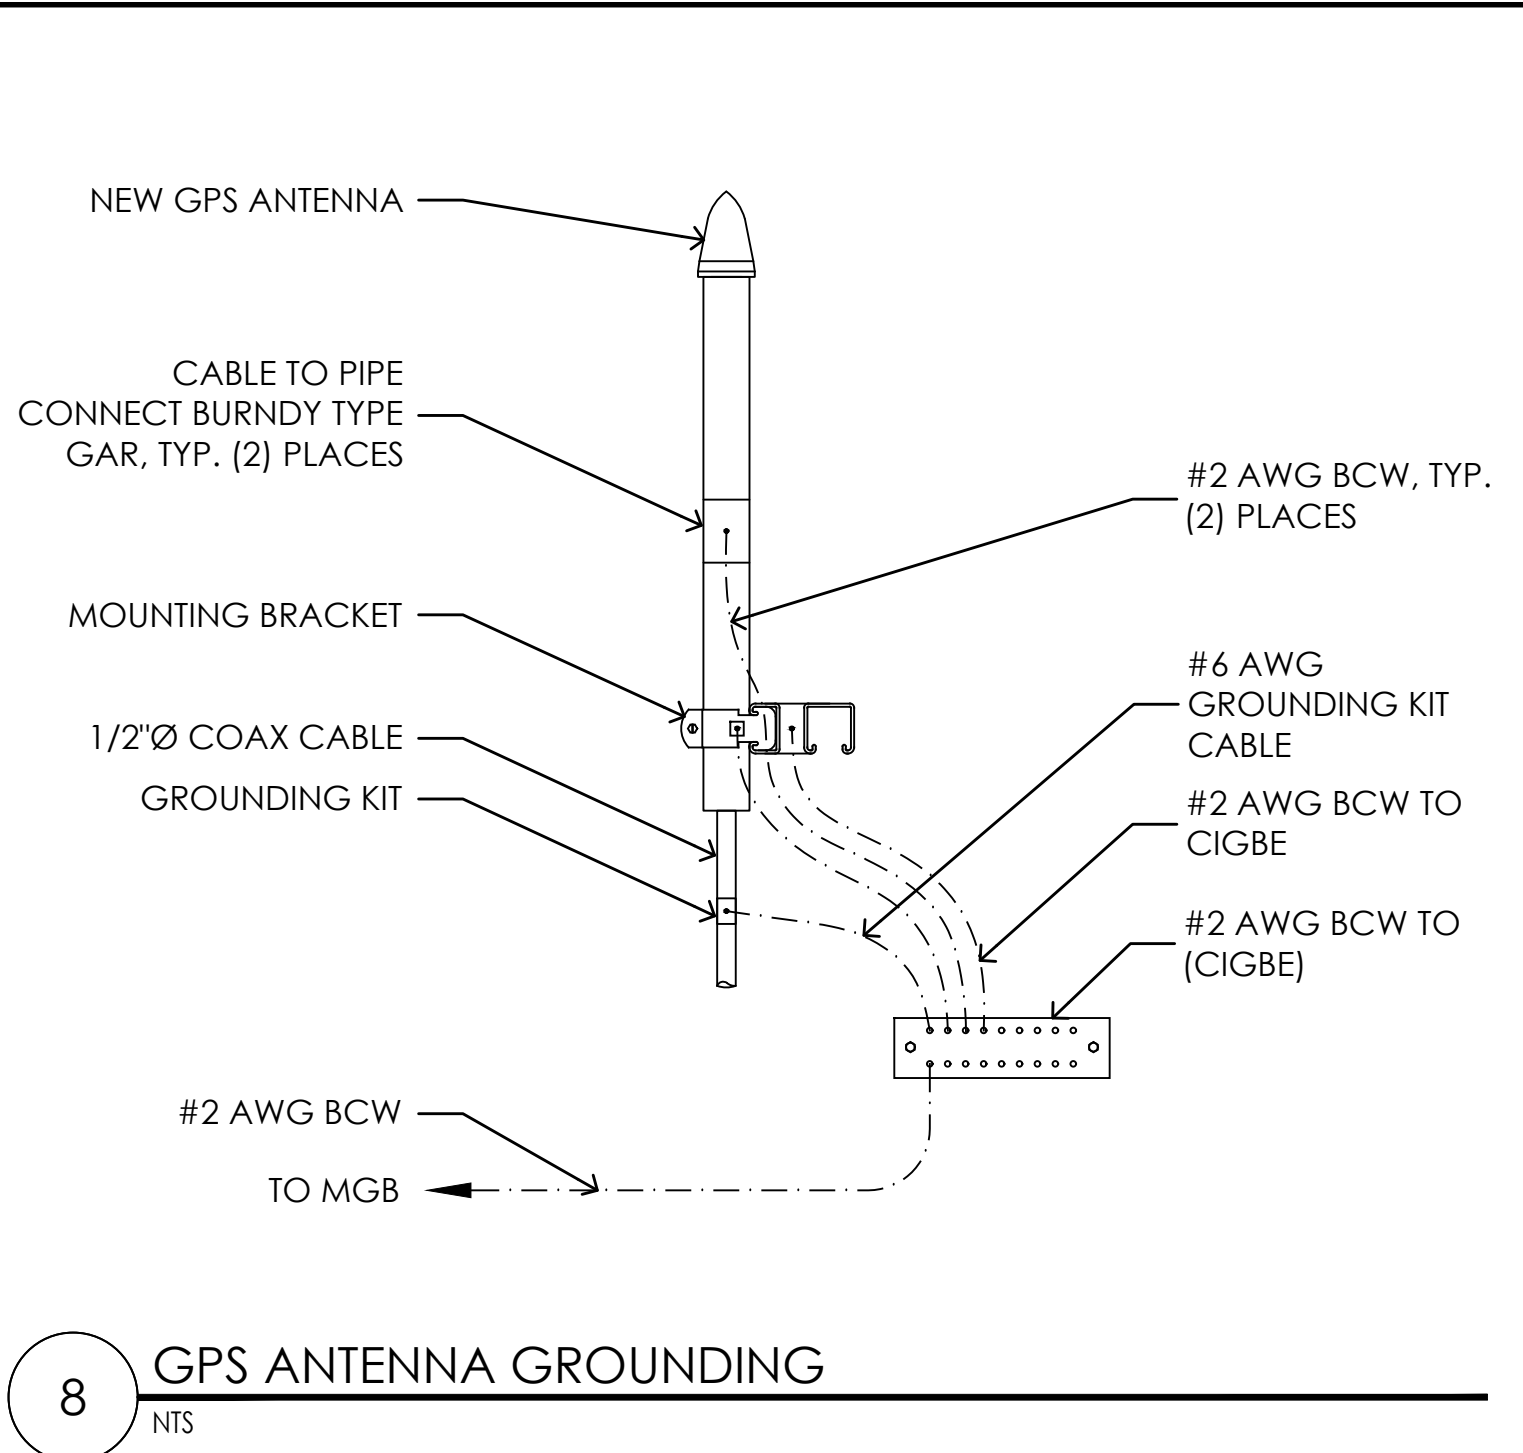 NEW GPS ANTENNA
CABLE TO PIPE
CONNECT BURNDY TYPE
GAR, TYP. (2) PLACES
#2 AWG BCW, TYP.
(2) PLACES
MOUNTING BRACKET
#6 AWG
GROUNDING KIT
CABLE
1/2"Ø COAX CABLE
GROUNDING KIT
#2 AWG BCW TO
CIGBE
#2 AWG BCW TO
(CIGBE)
#2 AWG BCW
TO MGB
8
GPS ANTENNA GROUNDING
NTS